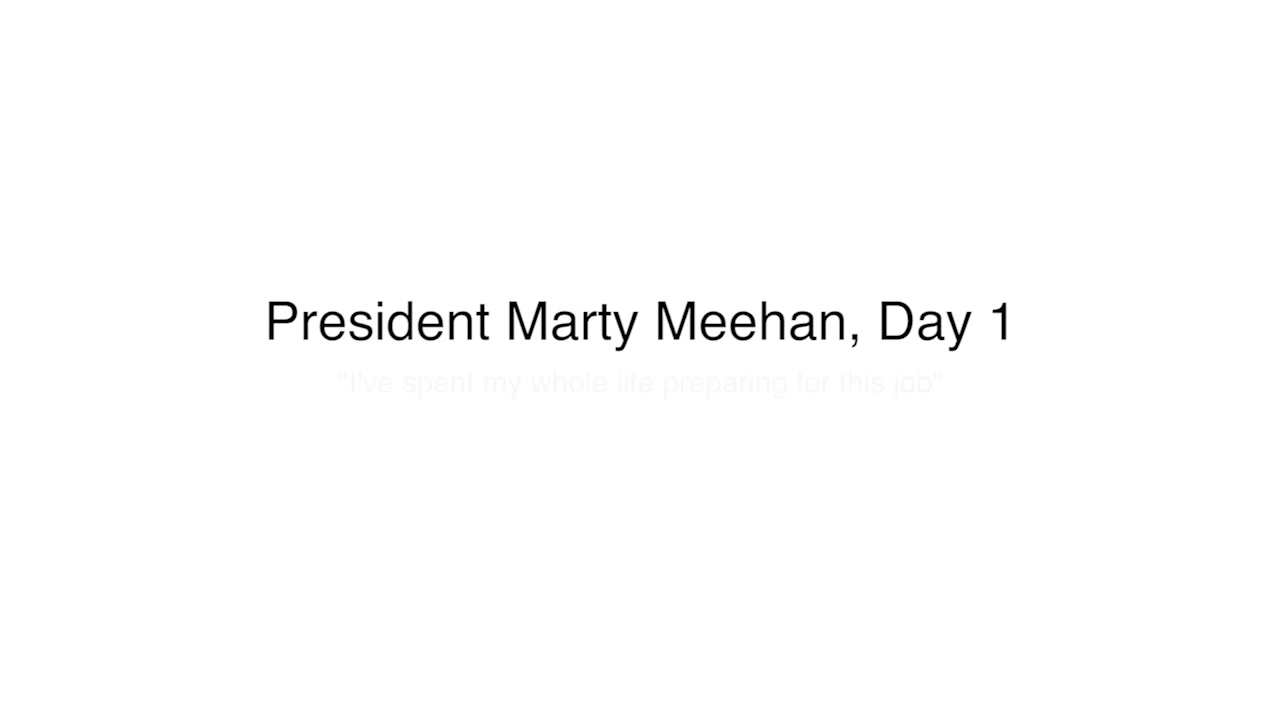 President Marty Meehan, Day 1
"I've spent my whole life preparing for this job"